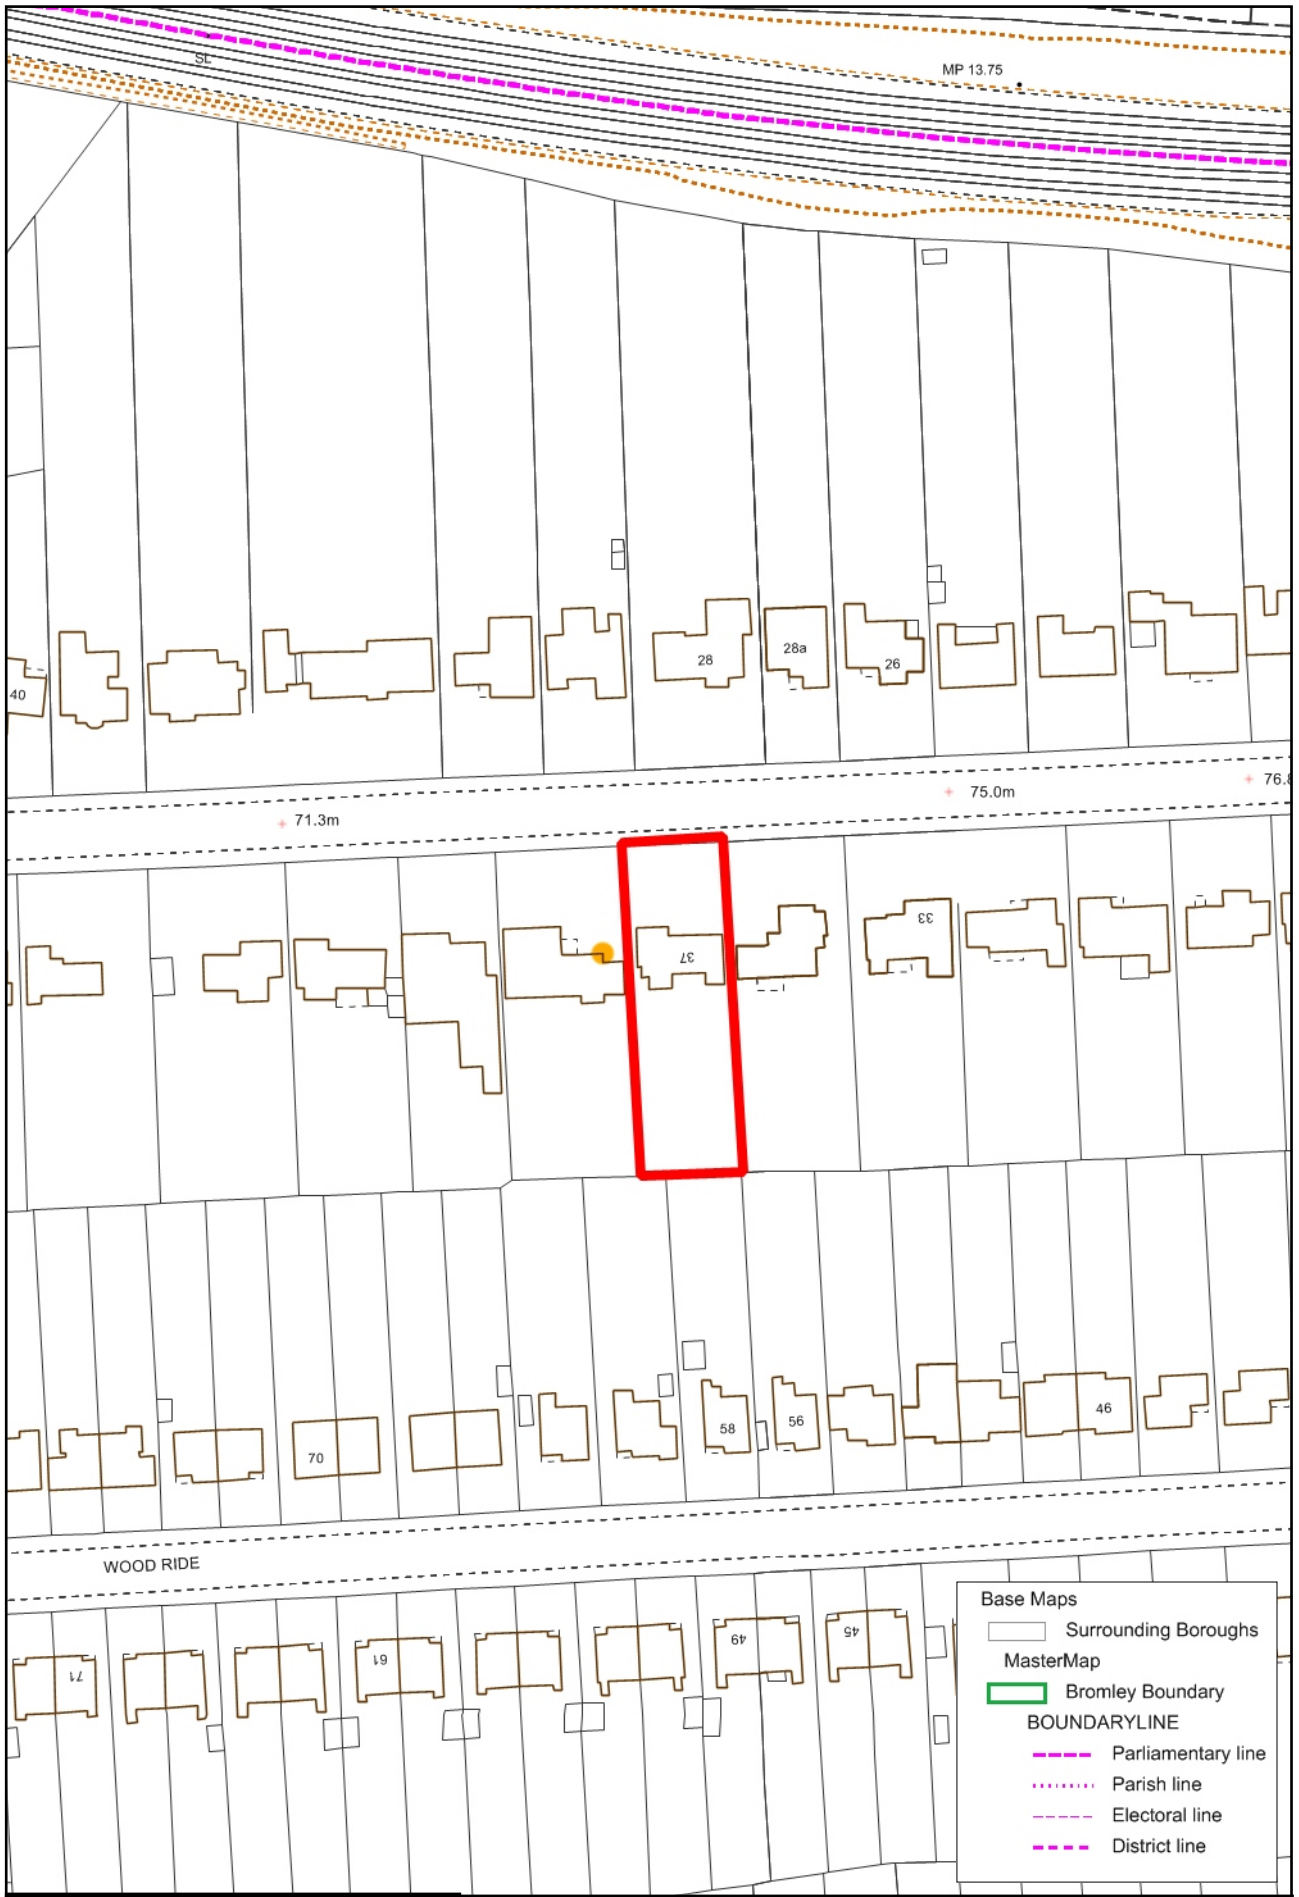 SL
MP 13.75
40
28
28a
26
71.3m
75.0m
76.8
37
33
58
56
46
70
WOOD RIDE
71
61
49
45
Base Maps
Surrounding Boroughs
MasterMap
Bromley Boundary
BOUNDARYLINE
Parliamentary line
Parish line
Electoral line
District line